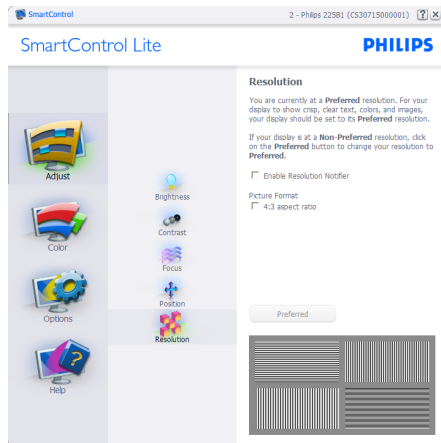 SmartControl
2 - Philips 225B1 (CS30715000001)
SmartControl Lite
PHILIPS
Resolution
You are currently at a Preferred resolution. For your
display to show crisp, clear text, colors, and images,
your display should be set to its Preferred resolution.
If your display is at a Non-Preferred resolution, click
on the Preferred button to change your resolution to
Preferred.
Enable Resolution Notifier
Picture Format
4:3 aspect ratio
Preferred
Adjust
Color
Options
Help
Brightness
Contrast
Focus
Position
Resolution